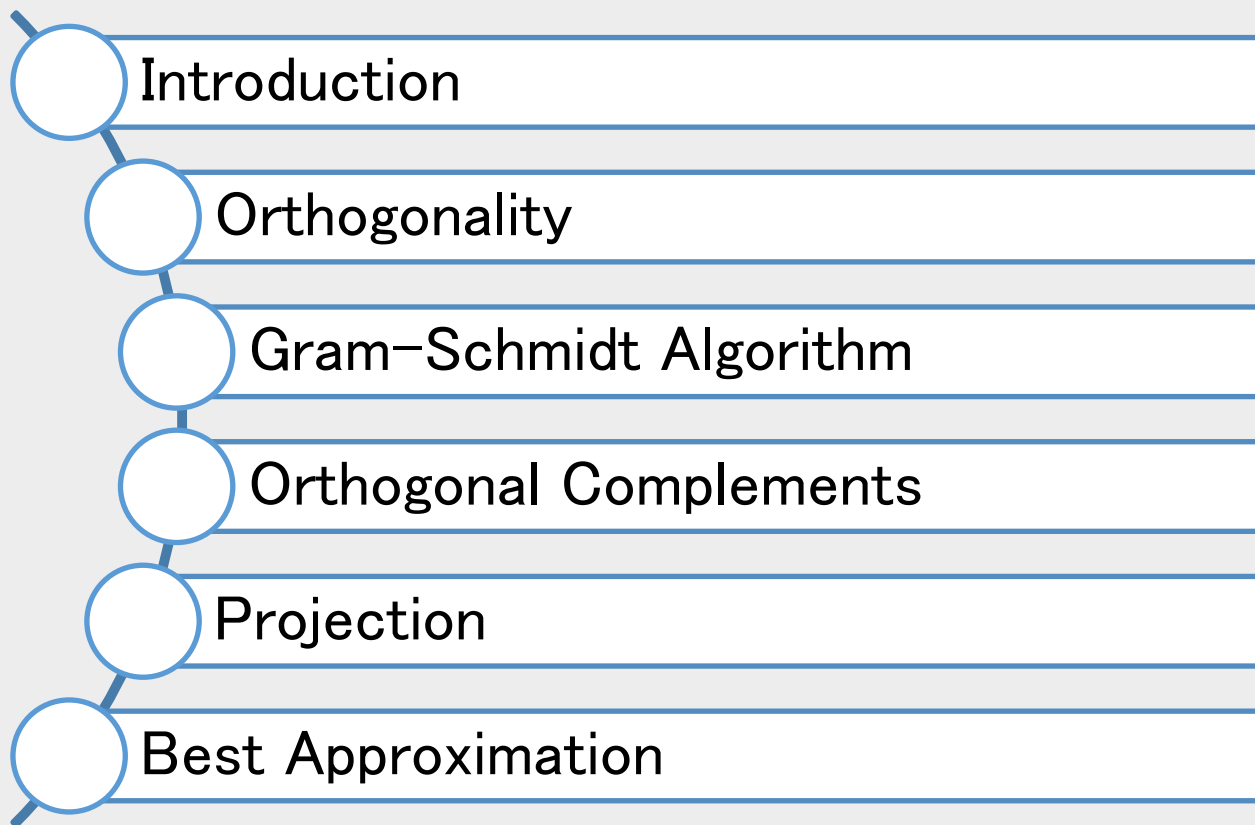 Introduction
Orthogonality
Gram-Schmidt Algorithm
Orthogonal Complements
Projection
Best Approximation